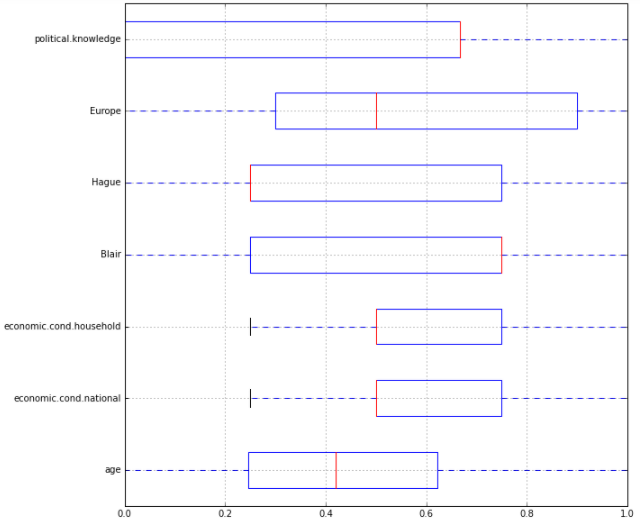 political.knowledge
Europe
Hague
Blair
economic.cond.household
economic.cond.national
age
0.0 0.2 0.4 0.6 0.8 1.0